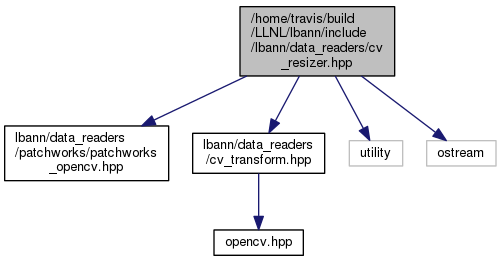 /home/travis/build
/LLNL/lbann/include
/lbann/data_readers/cv
_resizer.hpp
lbann/data_readers
/patchworks/patchworks
_opencv.hpp
lbann/data_readers
/cv_transform.hpp
utility
ostream
opencv.hpp